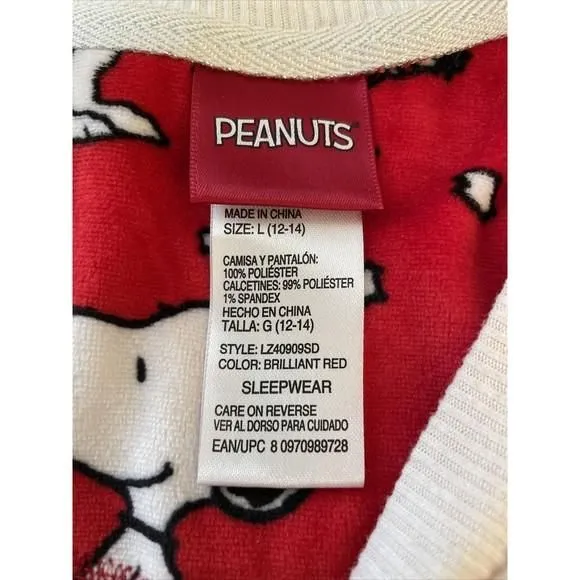 PEANUTS
MADE IN CHINA
SIZE: L (12-14)
CAMISA Y PANTALÓN:
100% POLIÉSTER
CALCETINES: 99% POLIÉSTER
1% SPANDEX
HECHO EN CHINA
TALLA: G (12-14)
STYLE: LZ40909SD
COLOR: BRILLIANT RED
SLEEPWEAR
CARE ON REVERSE
VER AL DORSO PARA CUIDADO
EAN/UPC 8 0970989728